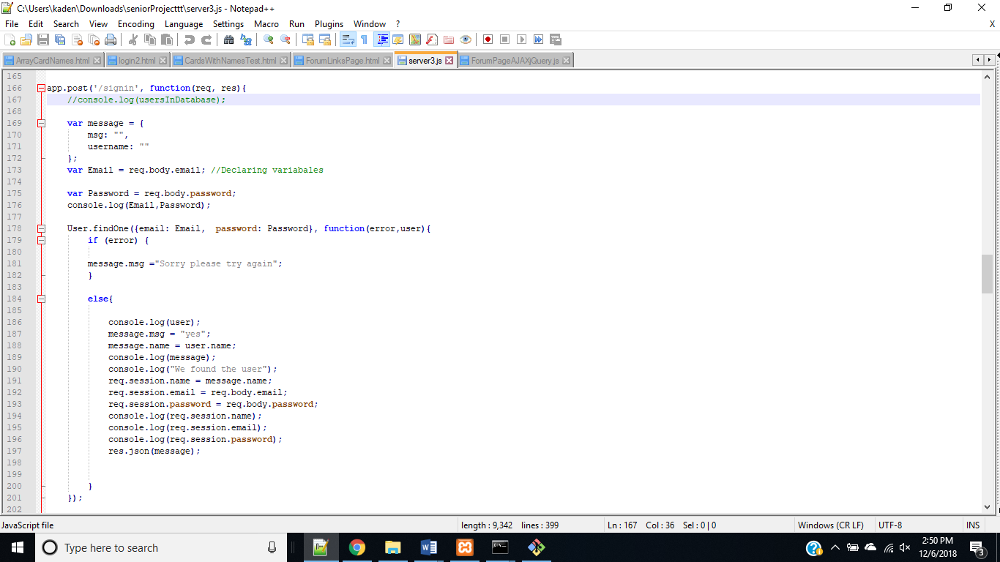 C:\Users\kaden\Downloads\seniorProjecttt\server3.js - Notepad++
File Edit Search View Encoding Language Settings Macro Run Plugins Window ? X
ArrayCardNames.html login2.html CardsWithNamesTest.html ForumLinksPage.html server3.js ForumPageAJAXjQuery.js
165
166 app.post('/signin', function(req, res){
167 //console.log(usersInDatabase);
168
169 var message = {
170 msg: "",
171 username: ""
172 };
173 var Email = req.body.email; //Declaring variabales
174
175 var Password = req.body.password;
176 console.log(Email,Password);
177
178 User.findOne({email: Email,  password: Password}, function(error,user){
179 if (error) {
180
181 message.msg ="Sorry please try again";
182 }
183
184 else{
185
186 console.log(user);
187 message.msg = "yes";
188 message.name = user.name;
189 console.log(message);
190 console.log("We found the user");
191 req.session.name = message.name;
192 req.session.email = req.body.email;
193 req.session.password = req.body.password;
194 console.log(req.session.name);
195 console.log(req.session.email);
196 console.log(req.session.password);
197 res.json(message);
198
199
200 }
201 });
202
JavaScript file length : 9,342 lines : 399 Ln : 167 Col : 36 Sel : 0 | 0 Windows (CR LF) UTF-8 INS
Type here to search
2:50 PM
12/6/2018
3